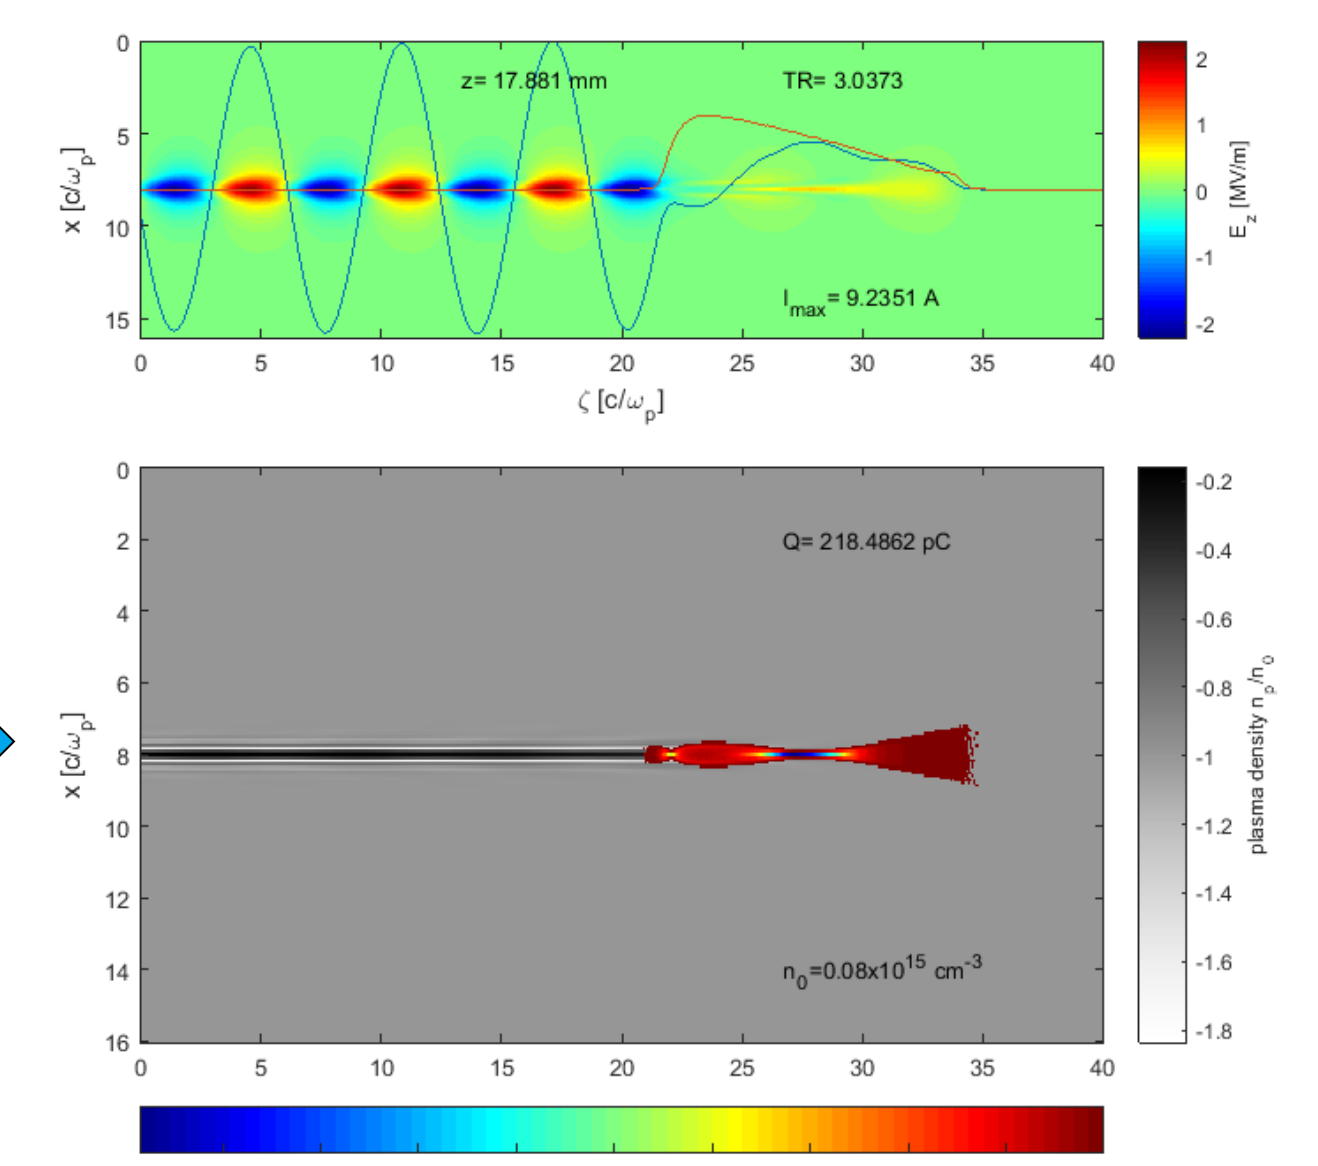 0
5
10
15
x [c/ω_p]
z= 17.881 mm
TR= 3.0373
I_max= 9.2351 A
0 5 10 15 20 25 30 35 40
ζ [c/ω_p]
2
1
0
-1
-2
E_z [MV/m]
0
2
4
6
8
10
12
14
16
x [c/ω_p]
Q= 218.4862 pC
n_0=0.08x10^15 cm^-3
0 5 10 15 20 25 30 35 40
-0.2
-0.4
-0.6
-0.8
-1
-1.2
-1.4
-1.6
-1.8
plasma density n_p/n_0